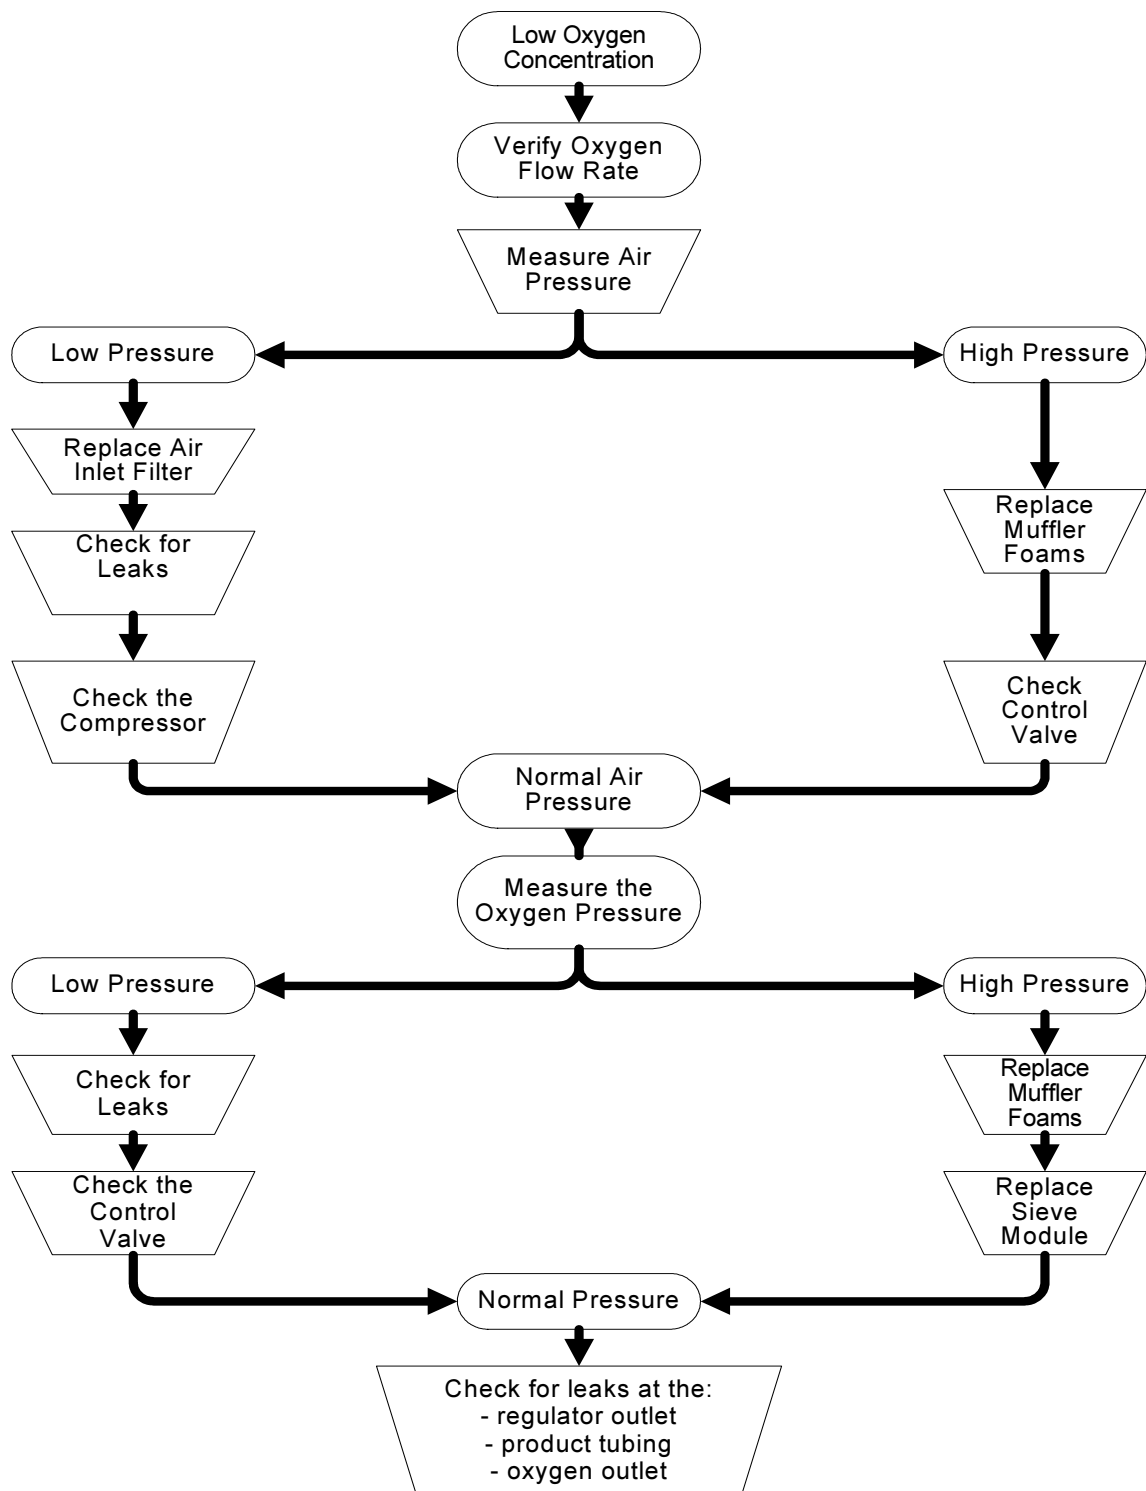 Low Oxygen
Concentration
Verify Oxygen
Flow Rate
Measure Air
Pressure
Low Pressure
High Pressure
Replace Air
Inlet Filter
Check for
Leaks
Check the
Compressor
Replace
Muffler
Foams
Check
Control
Valve
Normal Air
Pressure
Measure the
Oxygen Pressure
Low Pressure
High Pressure
Check for
Leaks
Check the
Control
Valve
Replace
Muffler
Foams
Replace
Sieve
Module
Normal Pressure
Check for leaks at the:
- regulator outlet
- product tubing
- oxygen outlet